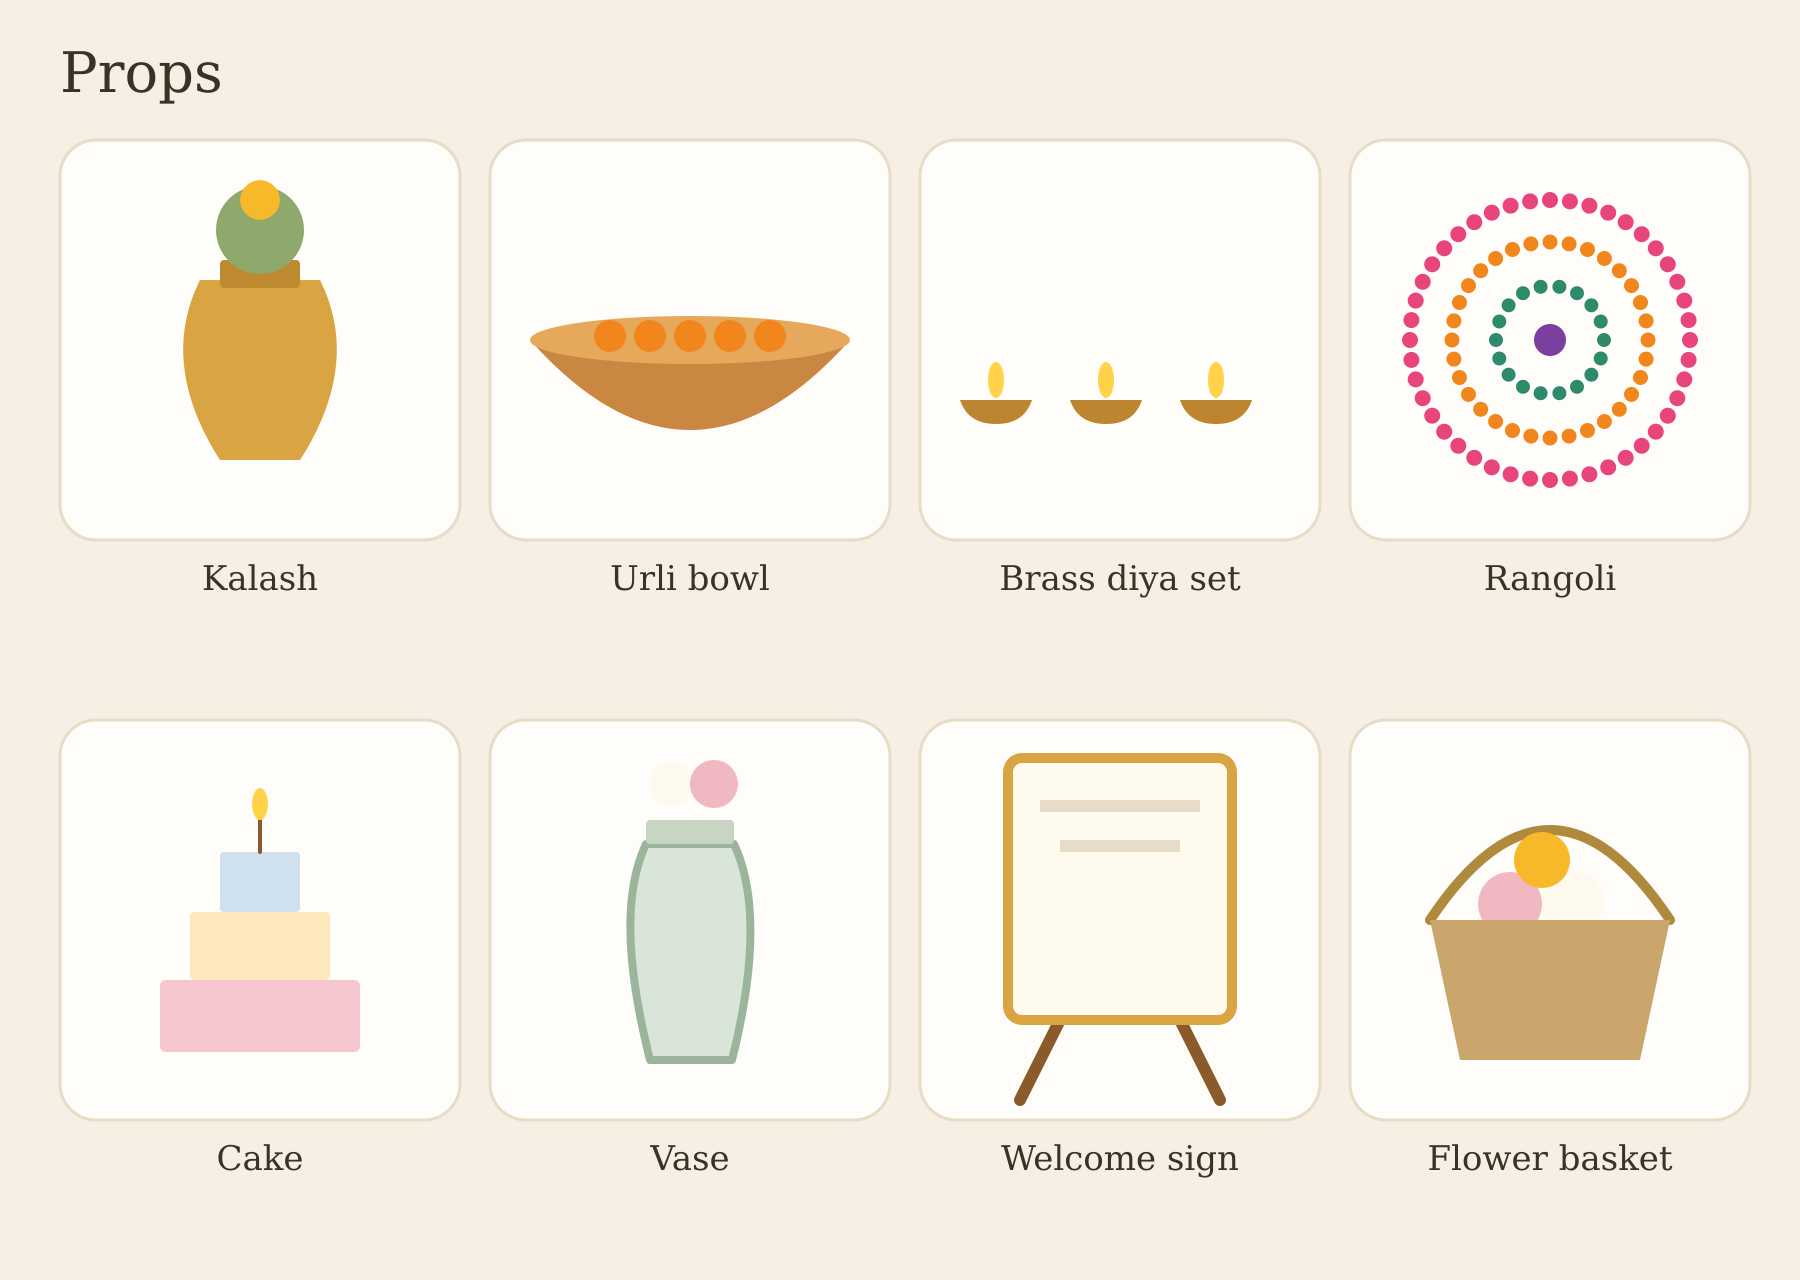 Props
Kalash
Urli bowl
Brass diya set
Rangoli
Cake
Vase
Welcome sign
Flower basket